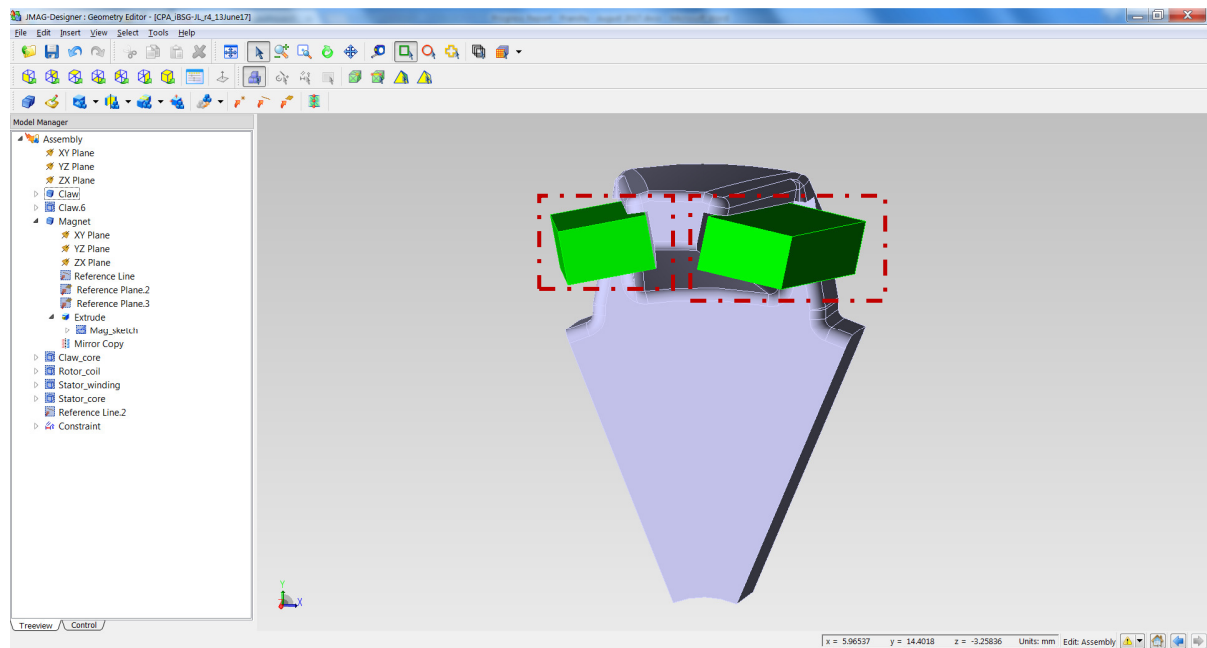 JMAG-Designer : Geometry Editor - [CPA_iBSG-JL_r4_13June17]
File Edit Insert View Select Tools Help
Model Manager
Assembly
XY Plane
YZ Plane
ZX Plane
Claw
Claw.6
Magnet
XY Plane
YZ Plane
ZX Plane
Reference Line
Reference Plane.2
Reference Plane.3
Extrude
Mag_sketch
Mirror Copy
Claw_core
Rotor_coil
Stator_winding
Stator_core
Reference Line.2
Constraint
Y
X
Treeview Control
x = 5.96537 y = 14.4018 z = -3.25836 Units: mm Edit: Assembly